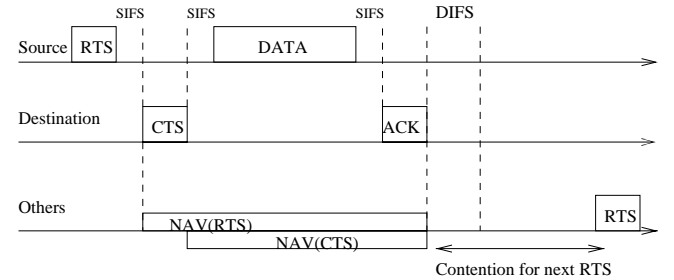 SIFS SIFS SIFS DIFS
Source RTS DATA
Destination
CTS ACK
Others
RTS
NAV(RTS)
NAV(CTS)
Contention for next RTS